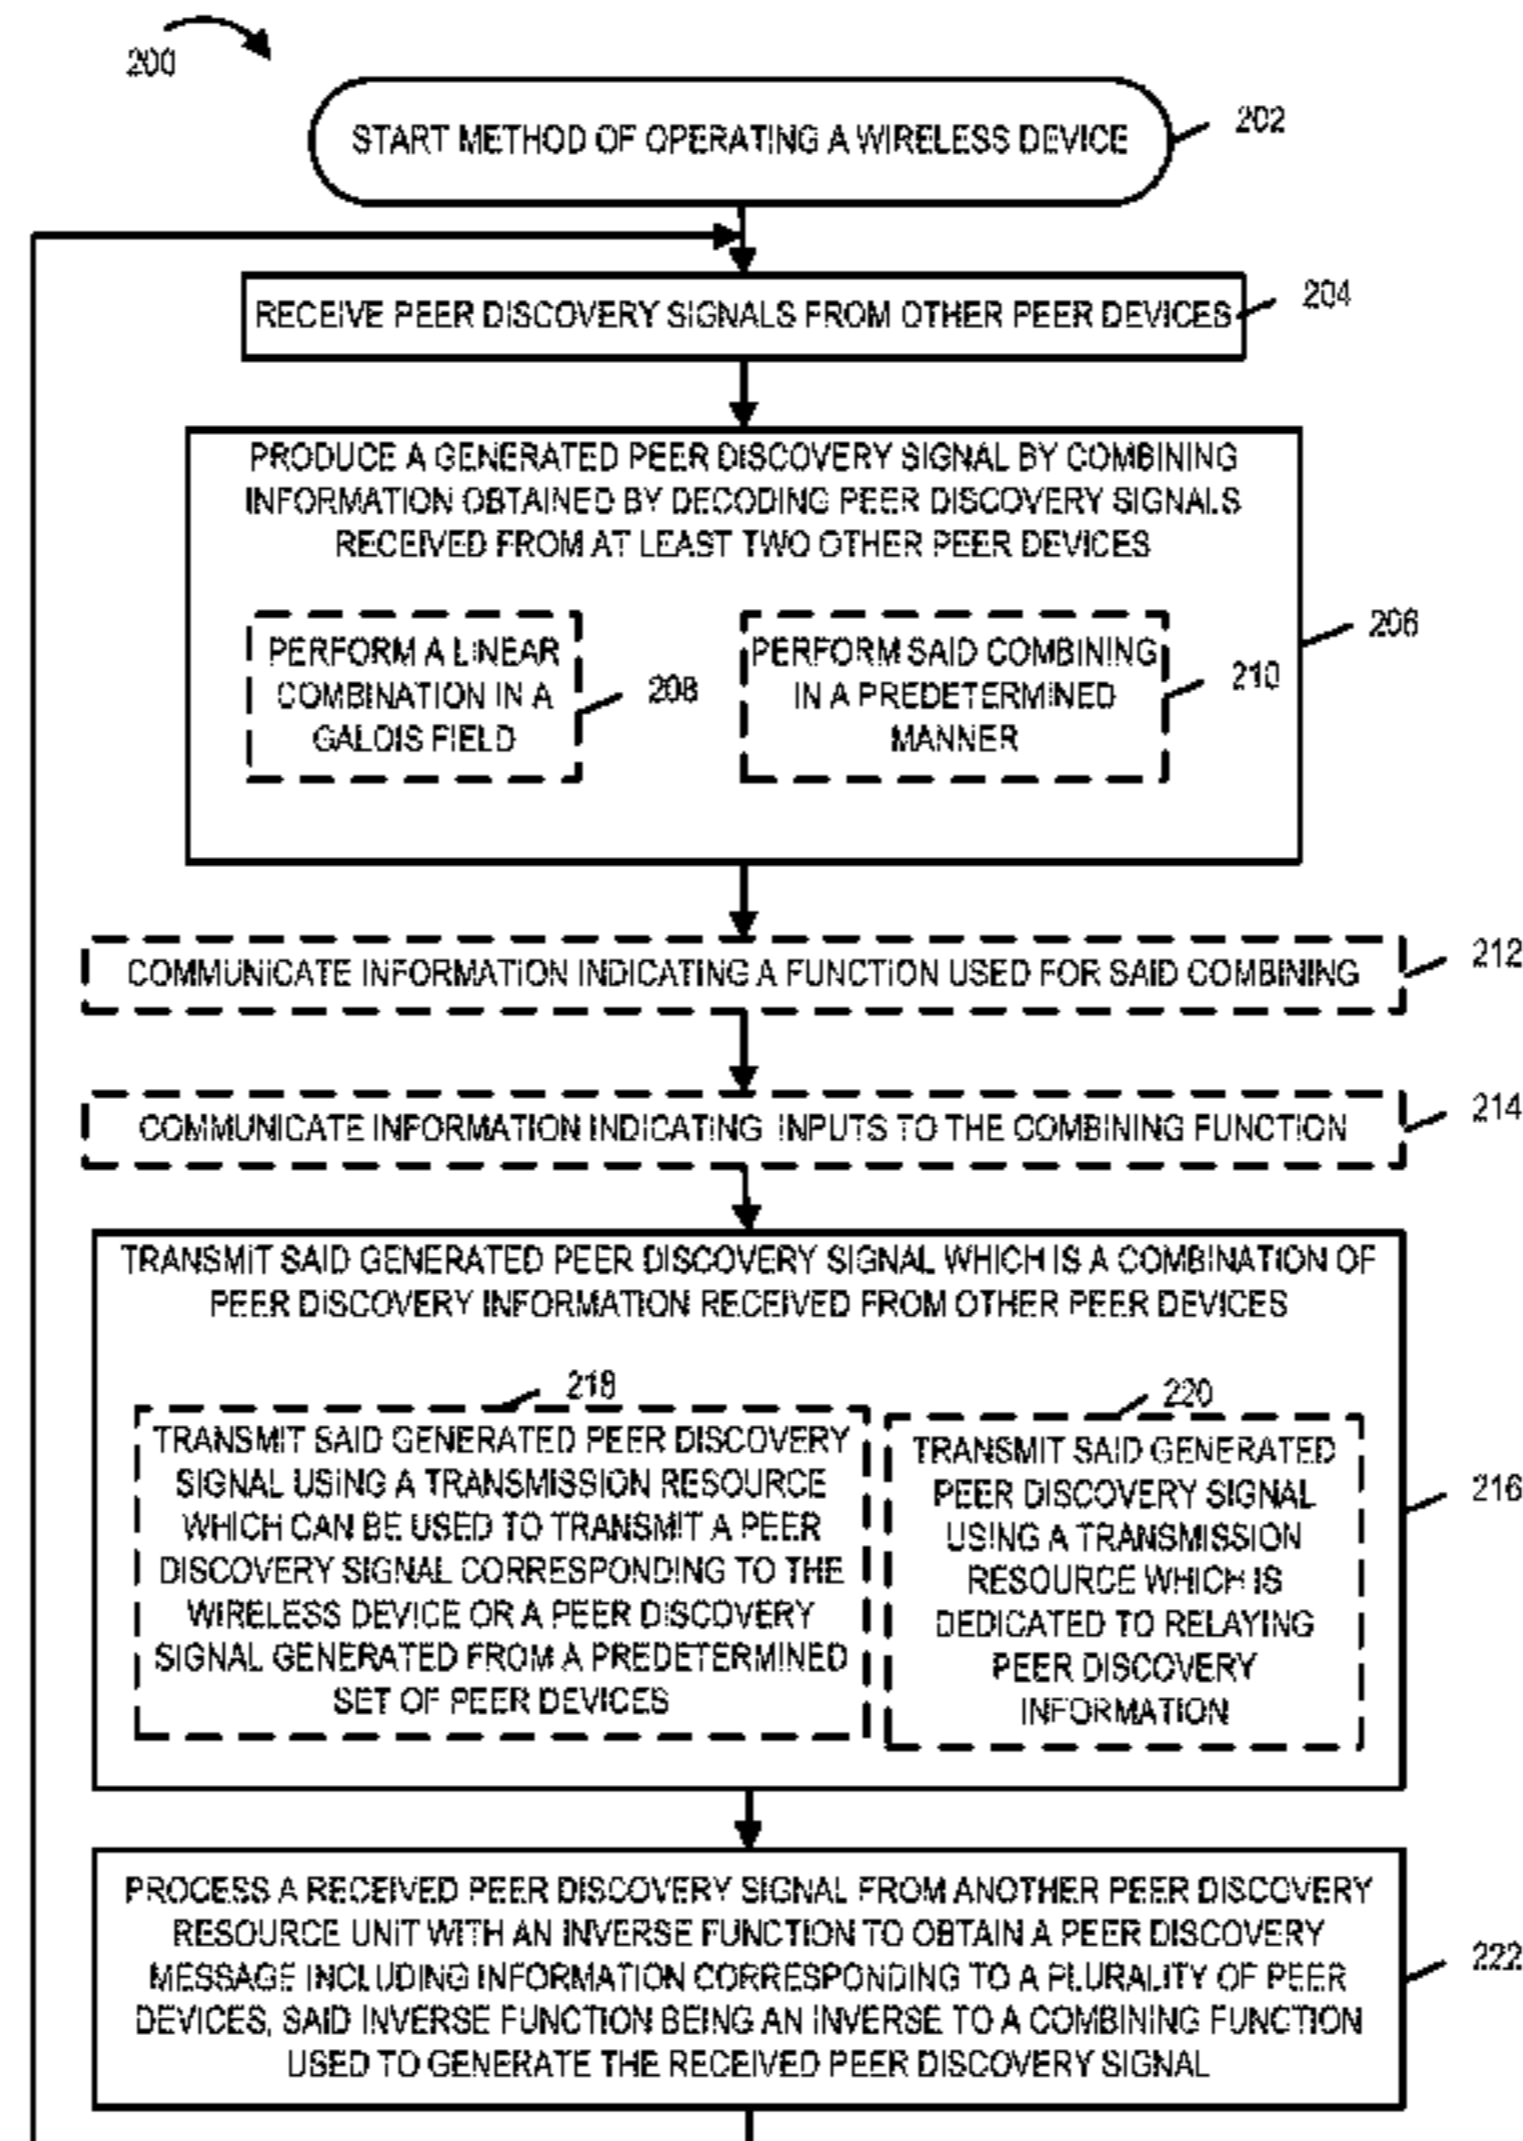 200
START METHOD OF OPERATING A WIRELESS DEVICE
202
RECEIVE PEER DISCOVERY SIGNALS FROM OTHER PEER DEVICES
204
PRODUCE A GENERATED PEER DISCOVERY SIGNAL BY COMBINING
INFORMATION OBTAINED BY DECODING PEER DISCOVERY SIGNALS
RECEIVED FROM AT LEAST TWO OTHER PEER DEVICES
206
PERFORM A LINEAR
COMBINATION IN A
GALOIS FIELD
208
PERFORM SAID COMBINING
IN A PREDETERMINED
MANNER
210
COMMUNICATE INFORMATION INDICATING A FUNCTION USED FOR SAID COMBINING
212
COMMUNICATE INFORMATION INDICATING INPUTS TO THE COMBINING FUNCTION
214
TRANSMIT SAID GENERATED PEER DISCOVERY SIGNAL WHICH IS A COMBINATION OF
PEER DISCOVERY INFORMATION RECEIVED FROM OTHER PEER DEVICES
216
218
TRANSMIT SAID GENERATED PEER DISCOVERY
SIGNAL USING A TRANSMISSION RESOURCE
WHICH CAN BE USED TO TRANSMIT A PEER
DISCOVERY SIGNAL CORRESPONDING TO THE
WIRELESS DEVICE OR A PEER DISCOVERY
SIGNAL GENERATED FROM A PREDETERMINED
SET OF PEER DEVICES
220
TRANSMIT SAID GENERATED
PEER DISCOVERY SIGNAL
USING A TRANSMISSION
RESOURCE WHICH IS
DEDICATED TO RELAYING
PEER DISCOVERY
INFORMATION
PROCESS A RECEIVED PEER DISCOVERY SIGNAL FROM ANOTHER PEER DISCOVERY
RESOURCE UNIT WITH AN INVERSE FUNCTION TO OBTAIN A PEER DISCOVERY
MESSAGE INCLUDING INFORMATION CORRESPONDING TO A PLURALITY OF PEER
DEVICES, SAID INVERSE FUNCTION BEING AN INVERSE TO A COMBINING FUNCTION
USED TO GENERATE THE RECEIVED PEER DISCOVERY SIGNAL
222